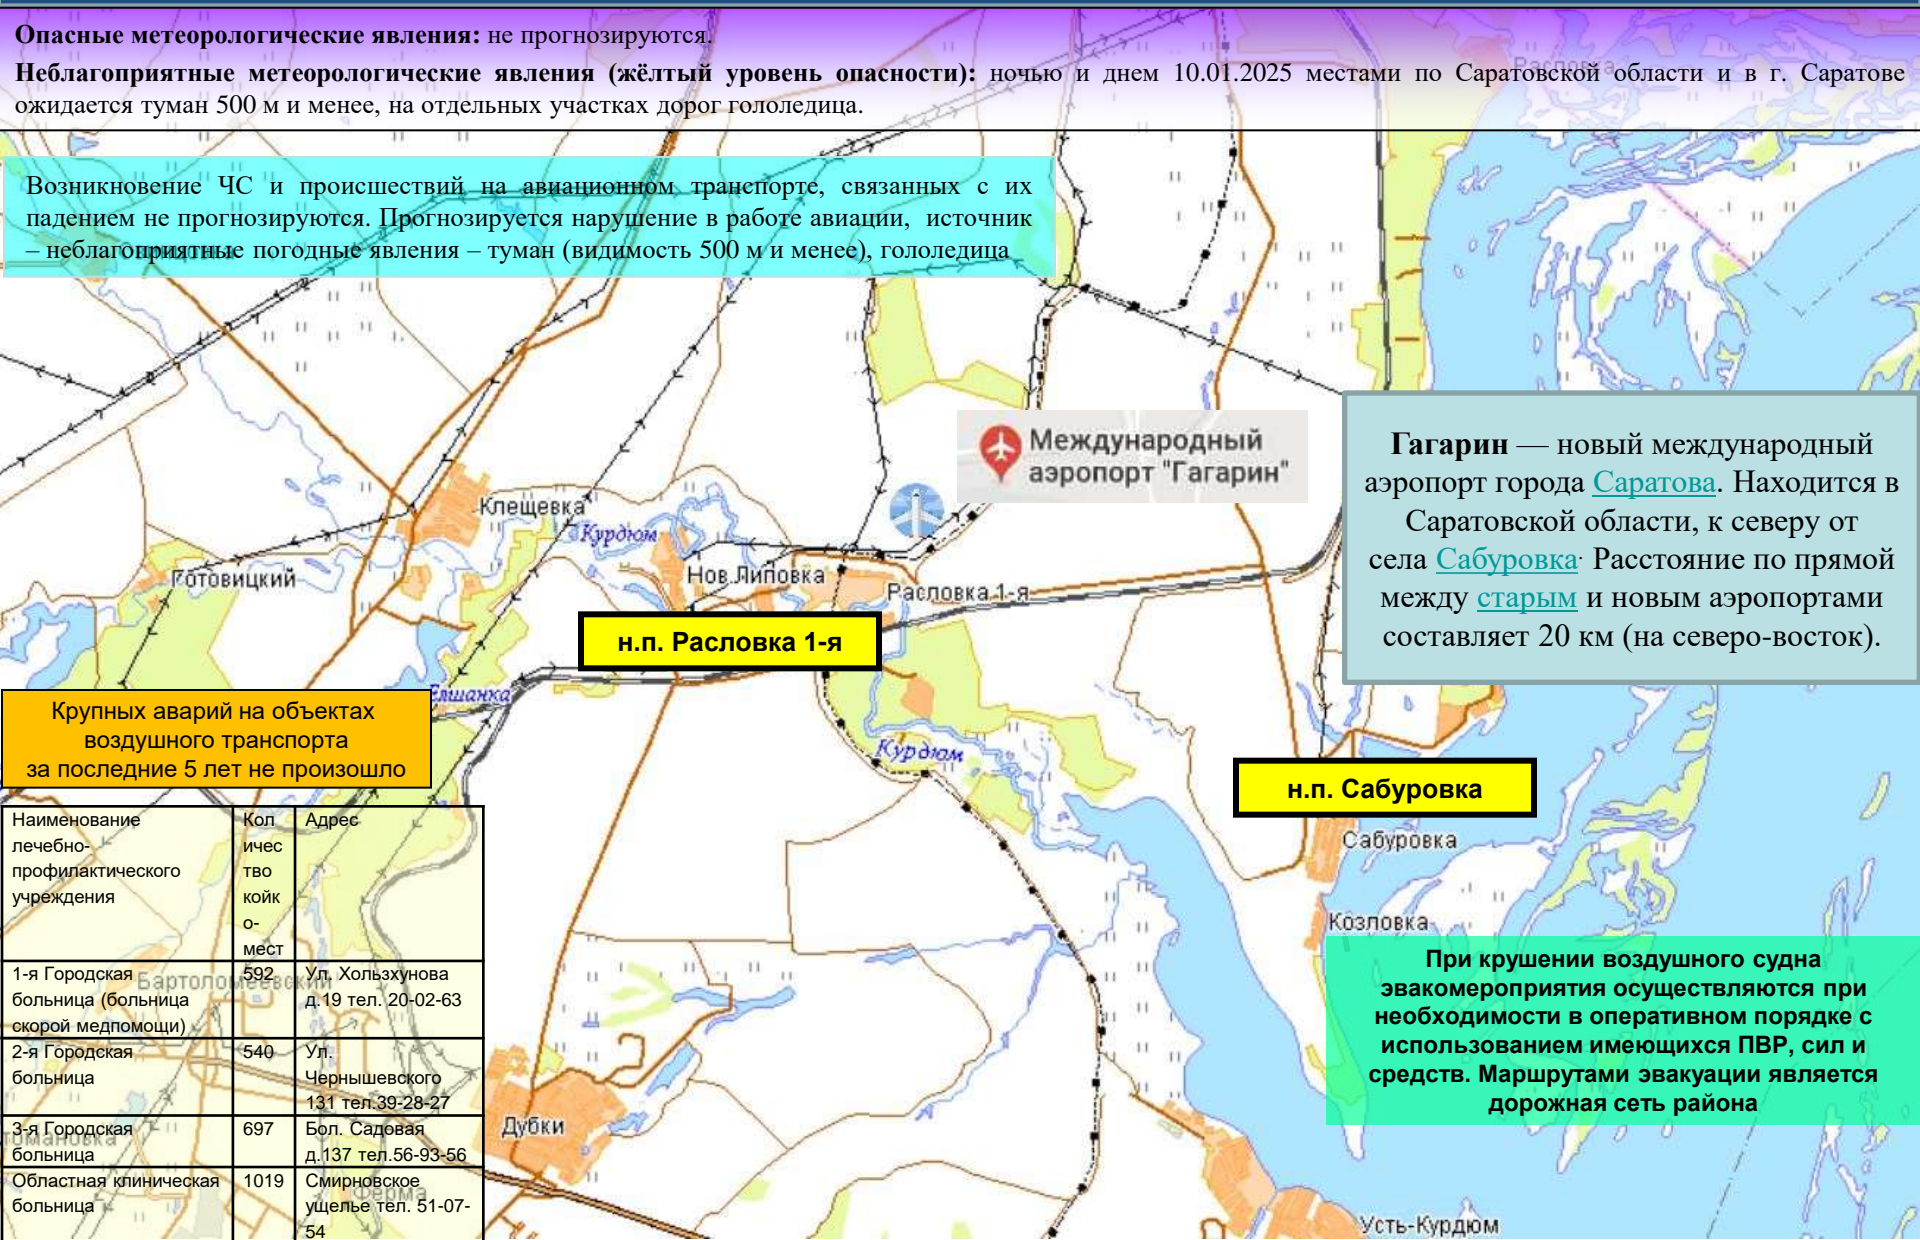 Опасные метеорологические явления: не прогнозируются.
Неблагоприятные метеорологические явления (жёлтый уровень опасности): ночью и днем 10.01.2025 местами по Саратовской области и в г. Саратове
ожидается туман 500 м и менее, на отдельных участках дорог гололедица.
Возникновение ЧС и происшествий на авиационном транспорте, связанных с их
падением не прогнозируются. Прогнозируется нарушение в работе авиации, источник
– неблагоприятные погодные явления – туман (видимость 500 м и менее), гололедица
Международный
аэропорт "Гагарин"
Гагарин — новый международный
аэропорт города Саратова. Находится в
Саратовской области, к северу от
села Сабуровка. Расстояние по прямой
между старым и новым аэропортами
составляет 20 км (на северо-восток).
Клещевка
Курдюм
Готовицкий
Нов.Липовка
Расловка 1-я
н.п. Расловка 1-я
Елшанка
Крупных аварий на объектах
воздушного транспорта
за последние 5 лет не произошло
Курдюм
н.п. Сабуровка
Сабуровка
Козловка
Наименование
лечебно-
профилактического
учреждения
Кол
ичес
тво
койк
о-
мест
Адрес
1-я Городская
больница (больница
скорой медпомощи)
592
Ул. Хользхунова
д.19 тел. 20-02-63
2-я Городская
больница
540
Ул.
Чернышевского
131 тел.39-28-27
3-я Городская
больница
697
Бол. Садовая
д.137 тел.56-93-56
Областная клиническая
больница
1019
Смирновское
ущелье тел. 51-07-
54
Бартоломеевский
Ферма
Дубки
При крушении воздушного судна
эвакомероприятия осуществляются при
необходимости в оперативном порядке с
использованием имеющихся ПВР, сил и
средств. Маршрутами эвакуации является
дорожная сеть района
Усть-Курдюм